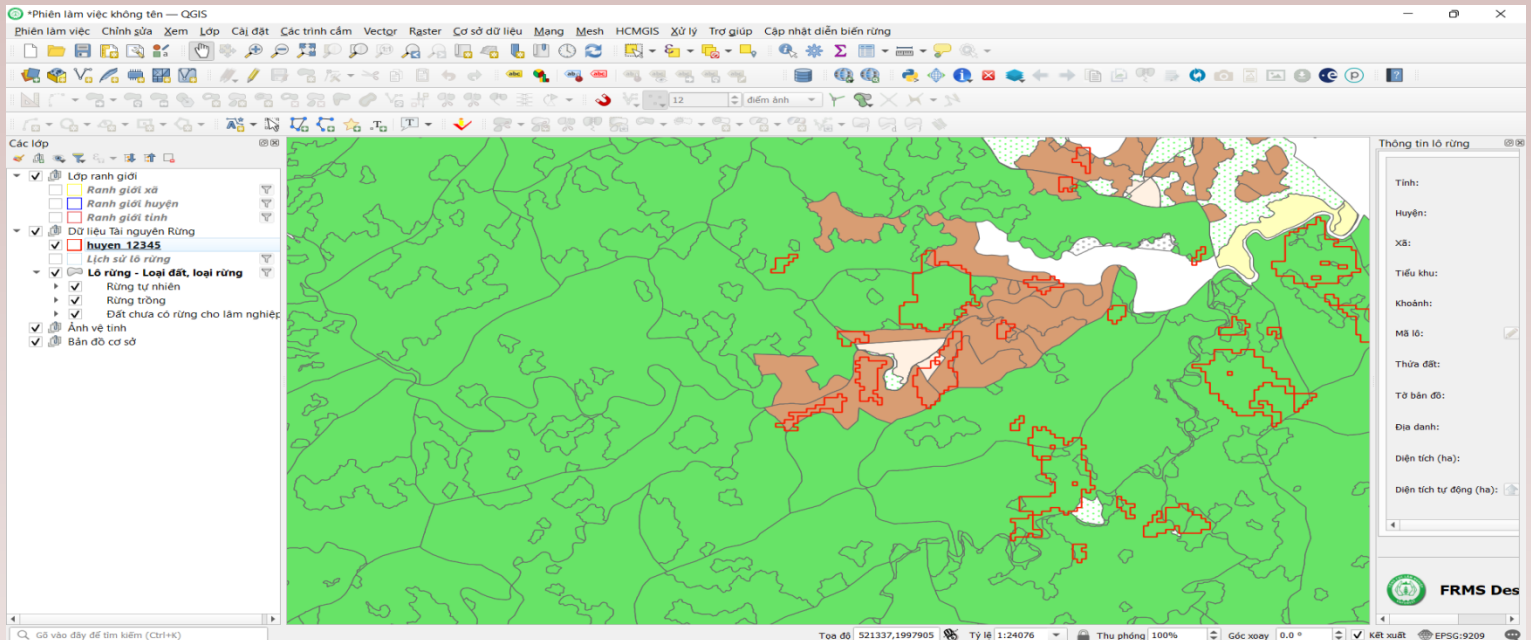 *Phiên làm việc không tên — QGIS
Phiên làm việc Chỉnh sửa Xem Lớp Cài đặt Các trình cắm Vectơ Raster Cơ sở dữ liệu Mạng Mesh HCMGIS Xử lý Trợ giúp Cập nhật diễn biến rừng
12 điểm ảnh
Các lớp
Lớp ranh giới
Ranh giới xã
Ranh giới huyện
Ranh giới tỉnh
Dữ liệu Tài nguyên Rừng
huyen_12345
Lịch sử lô rừng
Lô rừng - Loại đất, loại rừng
Rừng tự nhiên
Rừng trồng
Đất chưa có rừng cho lâm nghiệp
Ảnh vệ tinh
Bản đồ cơ sở
Thông tin lô rừng
Tỉnh:
Huyện:
Xã:
Tiểu khu:
Khoảnh:
Mã lô:
Thửa đất:
Tờ bản đồ:
Địa danh:
Diện tích (ha):
Diện tích tự động (ha):
FRMS Des
Gõ vào đây để tìm kiếm (Ctrl+K)
Tọa độ 521337,1997905 Tỷ lệ 1:24076 Thu phóng 100% Góc xoay 0.0 ° Kết xuất EPSG:9209